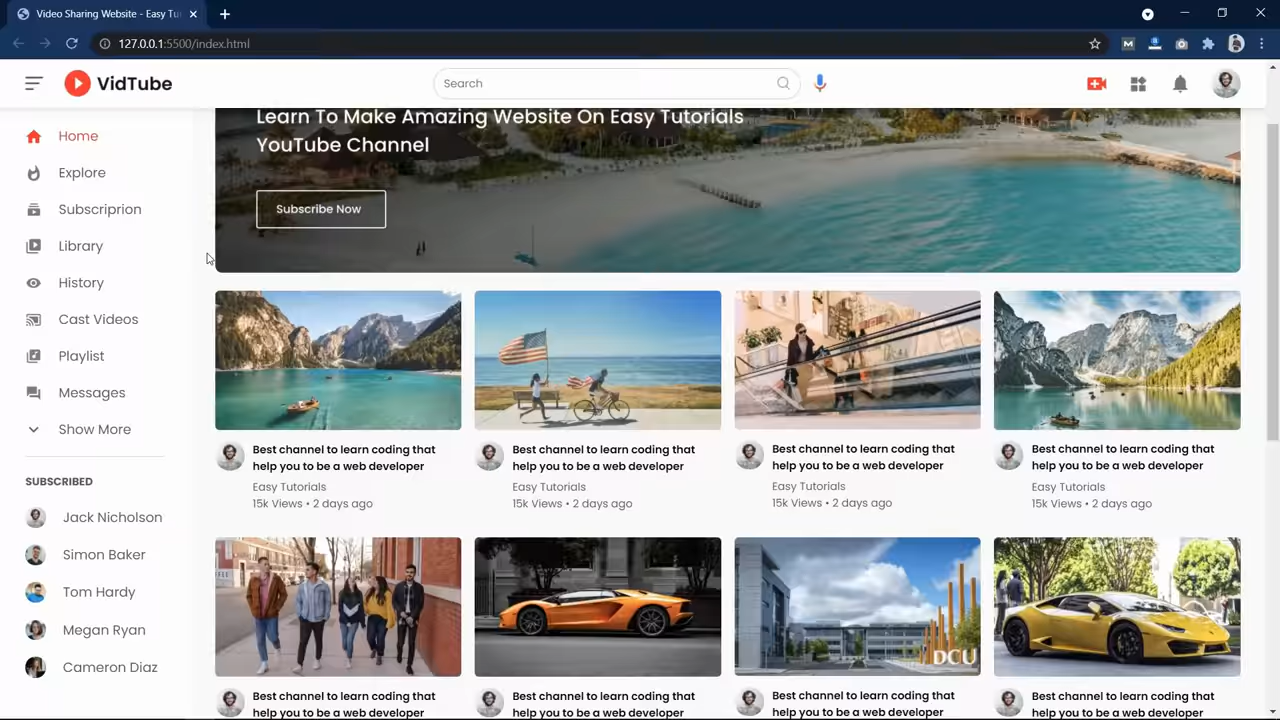 Video Sharing Website - Easy Tu
127.0.0.1:5500/index.html
VidTube
Search
Home
Explore
Subscriprion
Library
History
Cast Videos
Playlist
Messages
Show More
SUBSCRIBED
Jack Nicholson
Simon Baker
Tom Hardy
Megan Ryan
Cameron Diaz
Learn To Make Amazing Website On Easy Tutorials
YouTube Channel
Subscribe Now
Best channel to learn coding that
help you to be a web developer
Easy Tutorials
15k Views • 2 days ago
Best channel to learn coding that
help you to be a web developer
Easy Tutorials
15k Views • 2 days ago
Best channel to learn coding that
help you to be a web developer
Easy Tutorials
15k Views • 2 days ago
Best channel to learn coding that
help you to be a web developer
Easy Tutorials
15k Views • 2 days ago
DCU
Best channel to learn coding that
help you to be a web developer
Best channel to learn coding that
help you to be a web developer
Best channel to learn coding that
help you to be a web developer
Best channel to learn coding that
help you to be a web developer